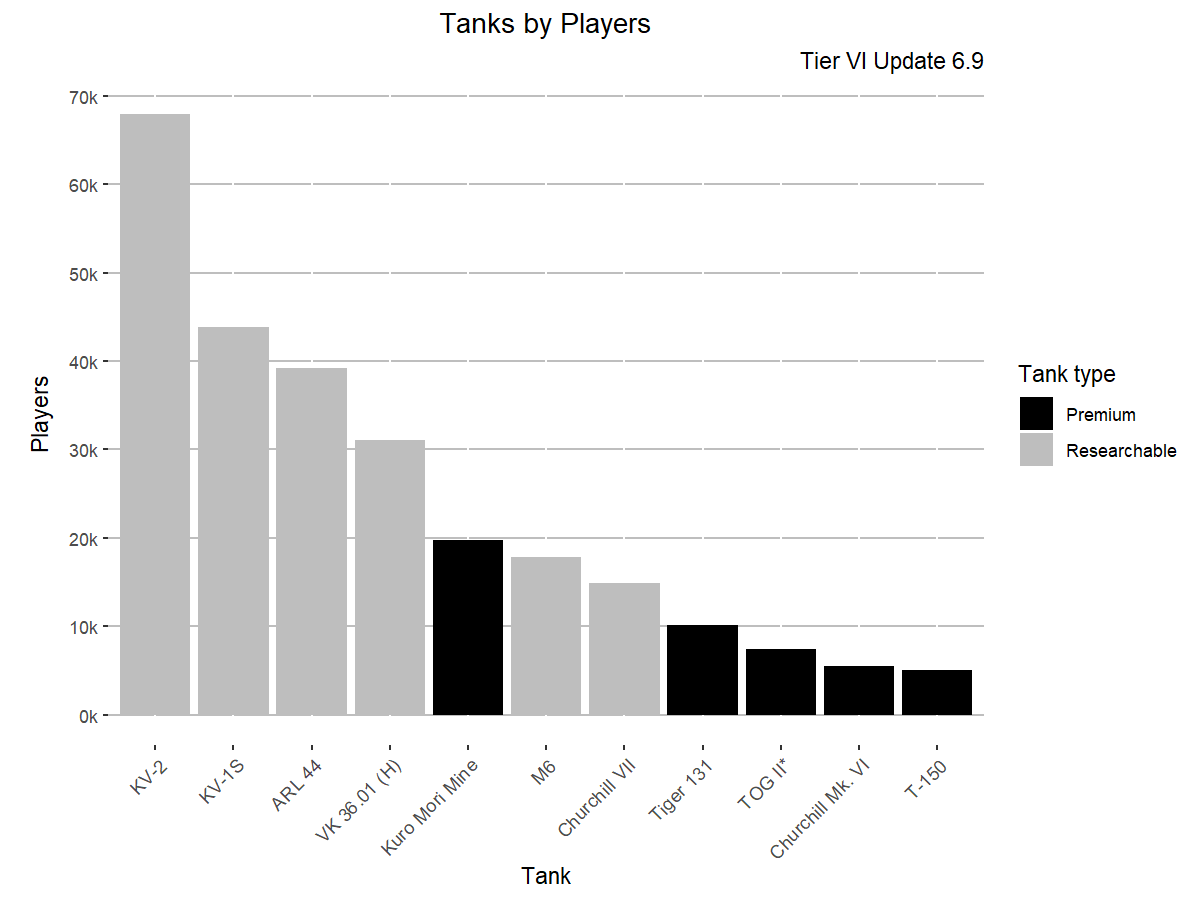 Tanks by Players
Tier VI Update 6.9
70k
60k
50k
40k
30k
20k
10k
0k
Players
KV-2
KV-1S
ARL 44
VK 36.01 (H)
Kuro Mori Mine
M6
Churchill VII
Tiger 131
TOG II*
Churchill Mk. VI
T-150
Tank
Tank type
Premium
Researchable